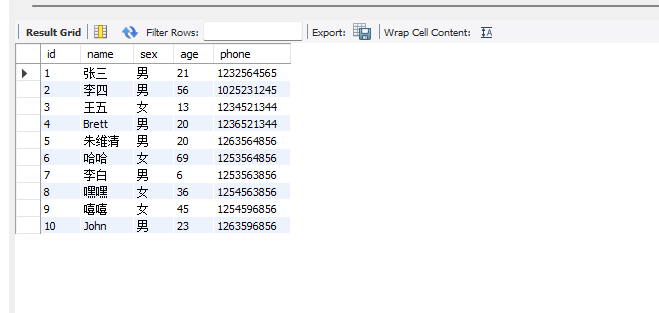 Result Grid Filter Rows: Export: Wrap Cell Content: IA
id name sex age phone
1 张三 男 21 1232564565
2 李四 男 56 1025231245
3 王五 女 13 1234521344
4 Brett 男 20 1236521344
5 朱维清 男 20 1263564856
6 哈哈 女 69 1253564856
7 李白 男 6 1253563856
8 嘿嘿 女 36 1254563856
9 嘻嘻 女 45 1254596856
10 John 男 23 1263596856